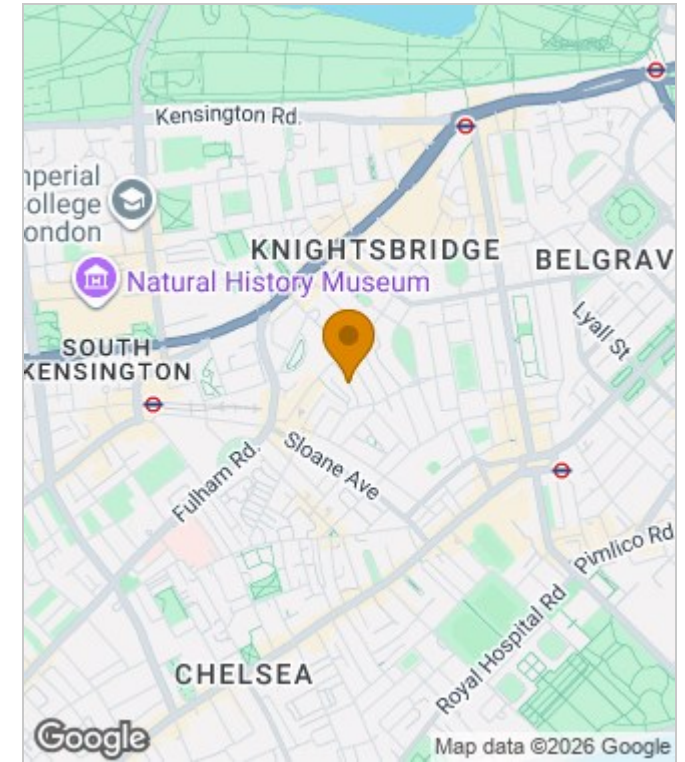 Kensington Rd.
mperial
ollege
ondon
KNIGHTSBRIDGE
BELGRAV
Natural History Museum
Lyall St
SOUTH
KENSINGTON
Sloane Ave
Fulham Rd.
Pimlico Rd
Royal Hospital Rd
CHELSEA
Google
Map data ©2026 Google